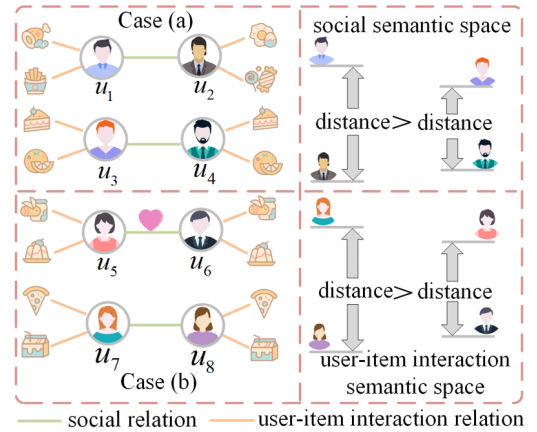 Case (a)
u1
u2
u3
u4
social semantic space
distance > distance
u5
u6
u7
u8
Case (b)
distance > distance
user-item interaction
semantic space
social relation
user-item interaction relation